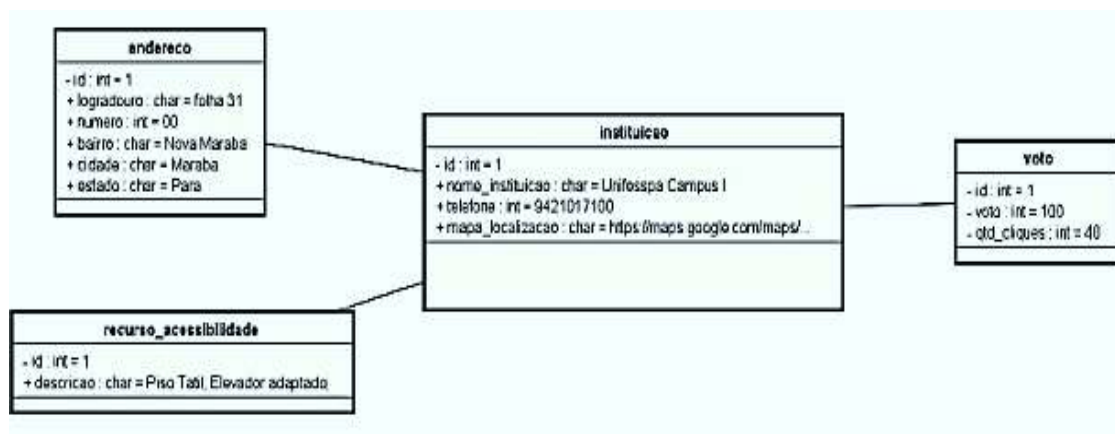 endereco
- id : int = 1
+ logradouro : char = folha 31
+ numero : int = 00
+ bairro : char = Nova Maraba
+ cidade : char = Maraba
+ estado : char = Para
instituicao
- id : int = 1
+ nome_instituicao : char = Unifesspa Campus I
+ telefone : int = 9421017100
+ mapa_localizacao : char = https://maps.google.com/maps/...
voto
- id : int = 1
- voto : int = 100
- qtd_cliques : int = 40
recurso_acessibilidade
- id : int = 1
+ descricao : char = Piso Tatil, Elevador adaptado,